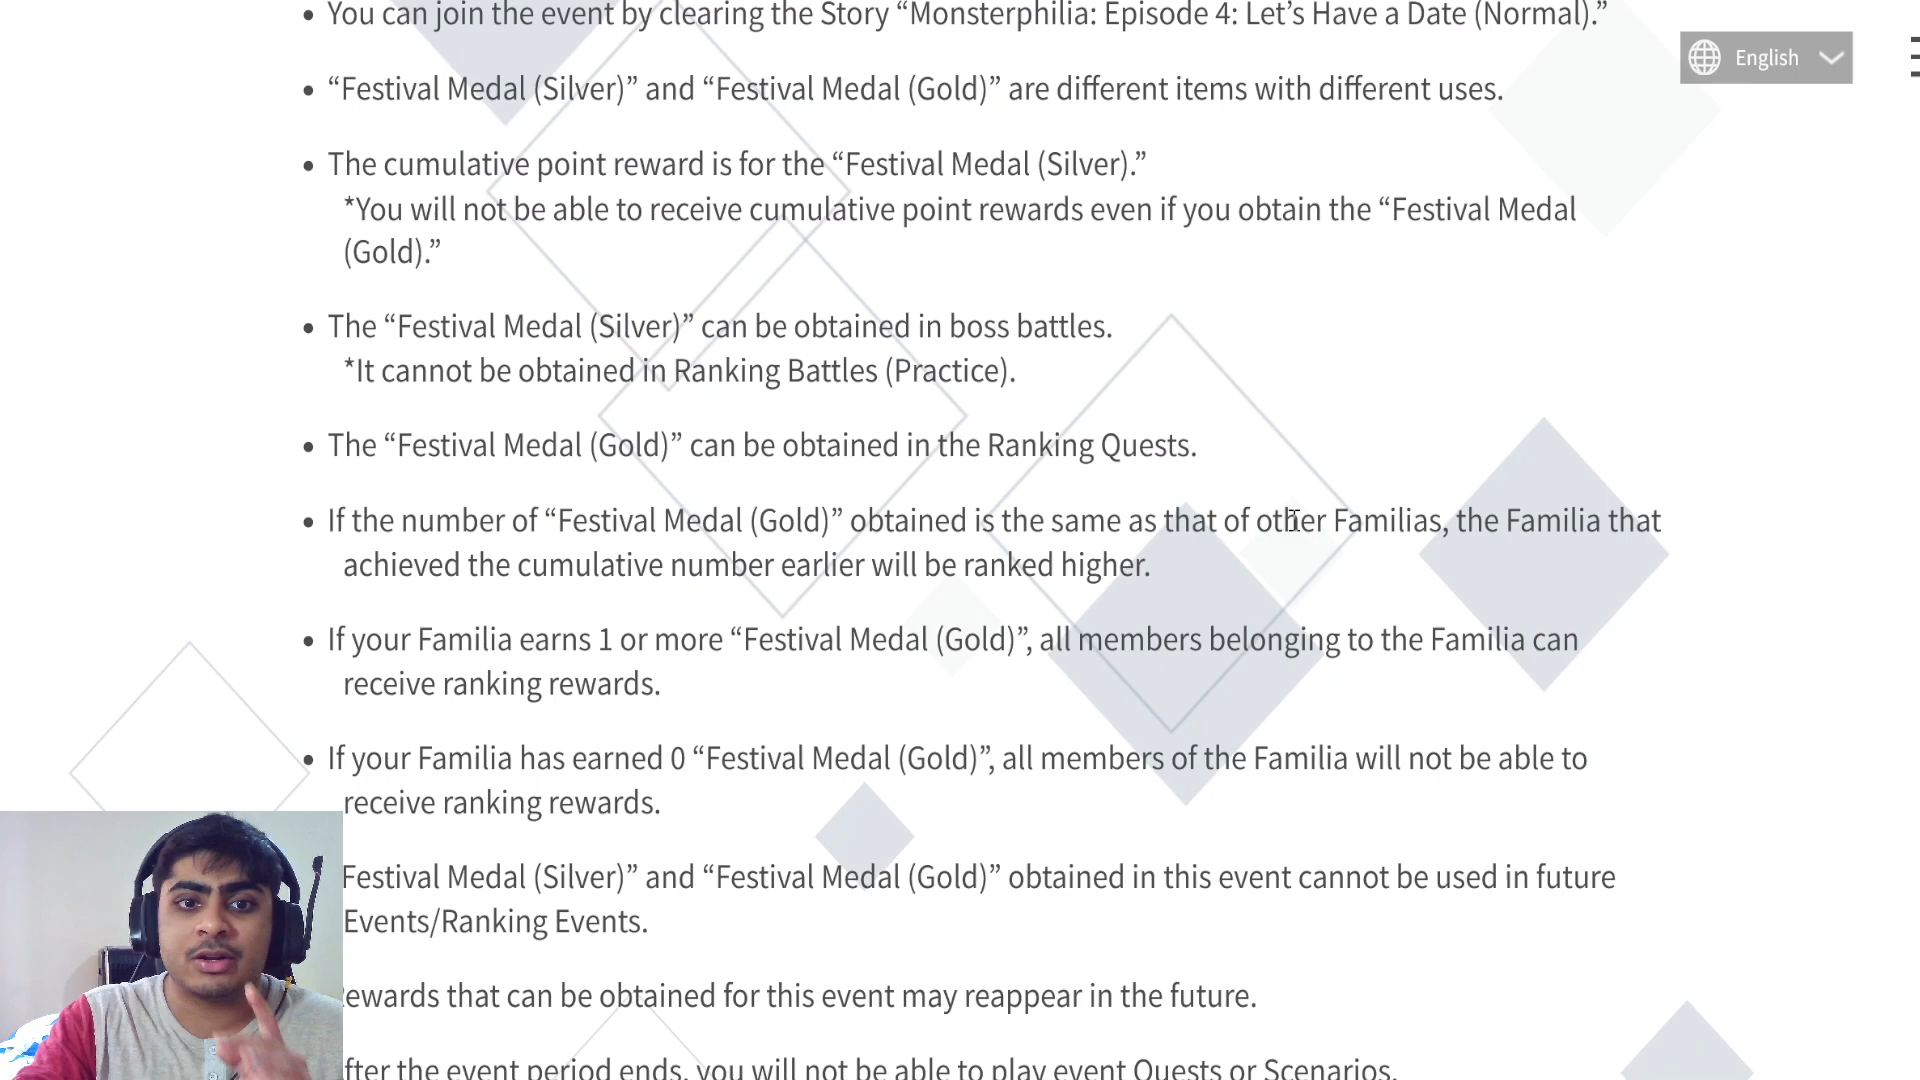 • You can join the event by clearing the Story “Monsterphilia: Episode 4: Let’s Have a Date (Normal).”
English
• “Festival Medal (Silver)” and “Festival Medal (Gold)” are different items with different uses.
• The cumulative point reward is for the “Festival Medal (Silver).”
*You will not be able to receive cumulative point rewards even if you obtain the “Festival Medal
(Gold).”
• The “Festival Medal (Silver)” can be obtained in boss battles.
*It cannot be obtained in Ranking Battles (Practice).
• The “Festival Medal (Gold)” can be obtained in the Ranking Quests.
• If the number of “Festival Medal (Gold)” obtained is the same as that of other Familias, the Familia that
achieved the cumulative number earlier will be ranked higher.
• If your Familia earns 1 or more “Festival Medal (Gold)”, all members belonging to the Familia can
receive ranking rewards.
• If your Familia has earned 0 “Festival Medal (Gold)”, all members of the Familia will not be able to
receive ranking rewards.
Festival Medal (Silver)” and “Festival Medal (Gold)” obtained in this event cannot be used in future
Events/Ranking Events.
ewards that can be obtained for this event may reappear in the future.
fter the event period ends, you will not be able to play event Quests or Scenarios.